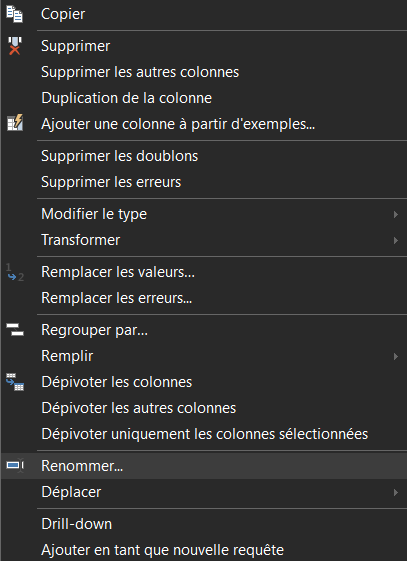 Copier
Supprimer
Supprimer les autres colonnes
Duplication de la colonne
Ajouter une colonne à partir d'exemples...
Supprimer les doublons
Supprimer les erreurs
Modifier le type
Transformer
1
2
Remplacer les valeurs...
Remplacer les erreurs...
Regrouper par...
Remplir
Dépivoter les colonnes
Dépivoter les autres colonnes
Dépivoter uniquement les colonnes sélectionnées
Renommer...
Déplacer
Drill-down
Ajouter en tant que nouvelle requête